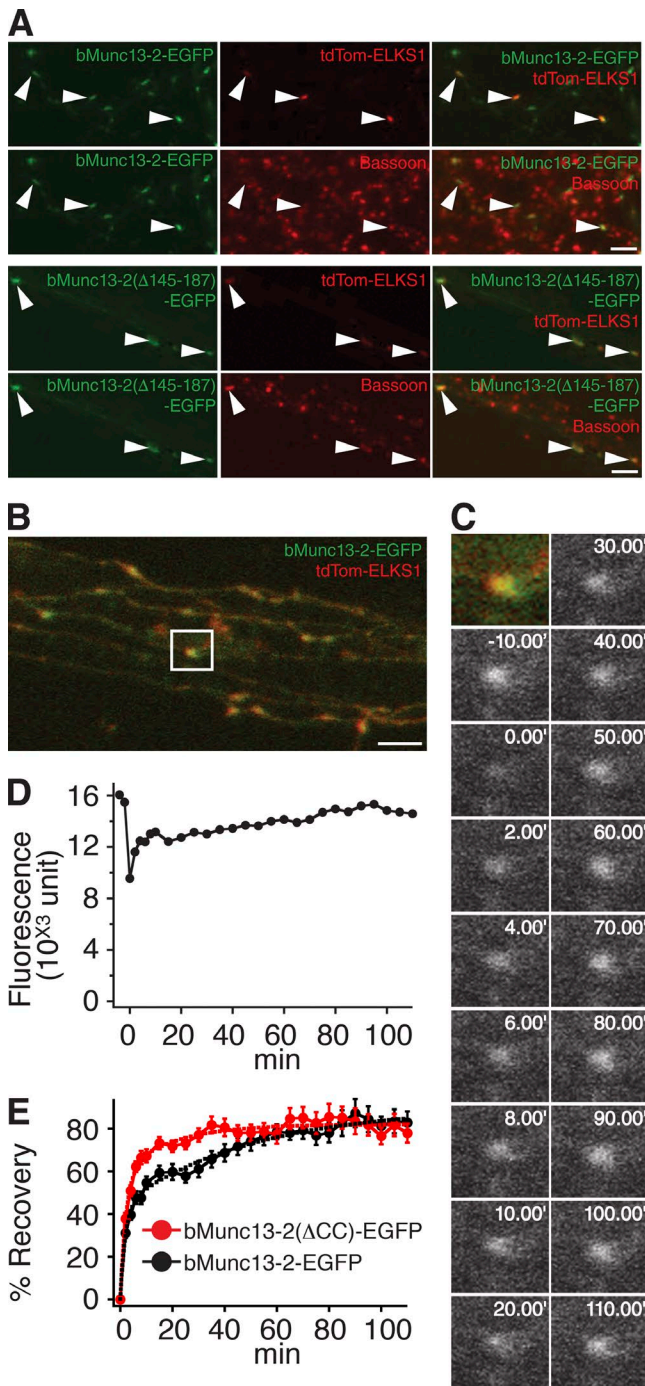 A
bMunc13-2-EGFP
tdTom-ELKS1
bMunc13-2-EGFP
tdTom-ELKS1
bMunc13-2-EGFP
Bassoon
bMunc13-2-EGFP
Bassoon
bMunc13-2(Δ145-187)
-EGFP
tdTom-ELKS1
bMunc13-2(Δ145-187)
-EGFP
tdTom-ELKS1
bMunc13-2(Δ145-187)
-EGFP
Bassoon
bMunc13-2(Δ145-187)
-EGFP
Bassoon
B
bMunc13-2-EGFP
tdTom-ELKS1
C
30.00'
-10.00'
40.00'
0.00'
50.00'
2.00'
60.00'
4.00'
70.00'
6.00'
80.00'
8.00'
90.00'
10.00'
100.00'
20.00'
110.00'
D
Fluorescence
(10^X3 unit)
16
12
8
4
0
0 20 40 60 80 100
min
E
% Recovery
80
60
40
20
0
bMunc13-2(ΔCC)-EGFP
bMunc13-2-EGFP
0 20 40 60 80 100
min